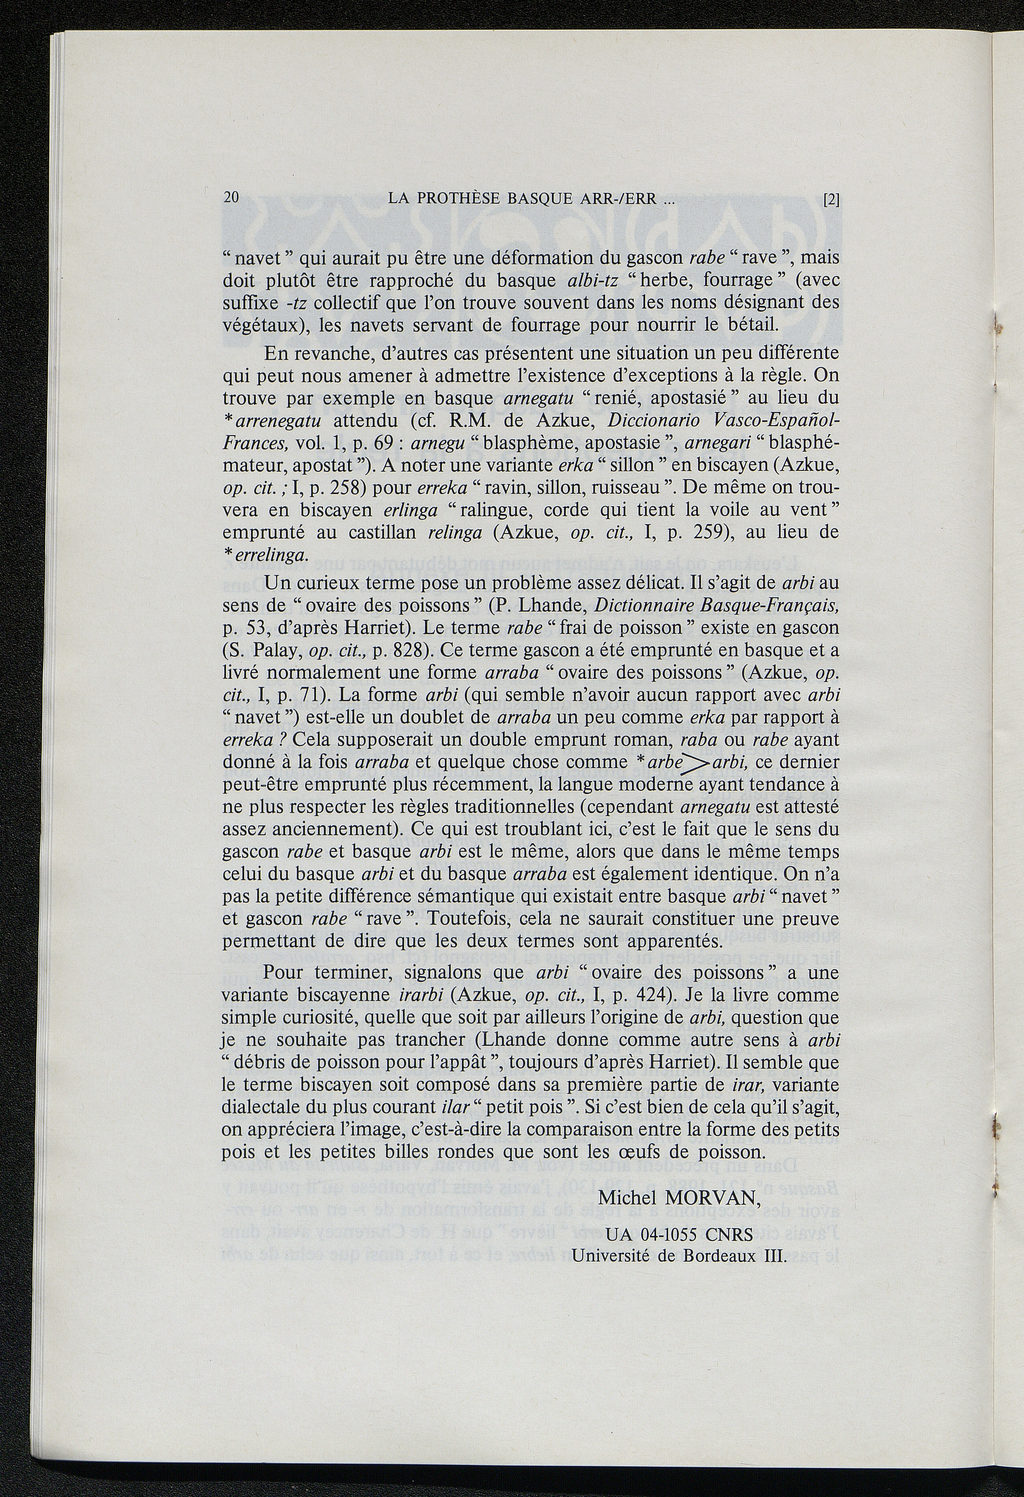 20 LA PROTHÈSE BASQUE ARR-/ERR ... [2]
“ navet ” qui aurait pu être une déformation du gascon rabe “ rave ”, mais
doit plutôt être rapproché du basque albi-tz “ herbe, fourrage ” (avec
suffixe -tz collectif que l’on trouve souvent dans les noms désignant des
végétaux), les navets servant de fourrage pour nourrir le bétail.
En revanche, d’autres cas présentent une situation un peu différente
qui peut nous amener à admettre l’existence d’exceptions à la règle. On
trouve par exemple en basque arnegatu “ renié, apostasié ” au lieu du
*arrenegatu attendu (cf. R.M. de Azkue, Diccionario Vasco-Español-
Frances, vol. 1, p. 69 : arnegu “ blasphème, apostasie ”, arnegari “ blasphé-
mateur, apostat ”). A noter une variante erka “ sillon ” en biscayen (Azkue,
op. cit. ; I, p. 258) pour erreka “ ravin, sillon, ruisseau ”. De même on trou-
vera en biscayen erlinga “ ralingue, corde qui tient la voile au vent ”
emprunté au castillan relinga (Azkue, op. cit., I, p. 259), au lieu de
*errelinga.
Un curieux terme pose un problème assez délicat. Il s’agit de arbi au
sens de “ ovaire des poissons ” (P. Lhande, Dictionnaire Basque-Français,
p. 53, d’après Harriet). Le terme rabe “ frai de poisson ” existe en gascon
(S. Palay, op. cit., p. 828). Ce terme gascon a été emprunté en basque et a
livré normalement une forme arraba “ ovaire des poissons ” (Azkue, op.
cit., I, p. 71). La forme arbi (qui semble n’avoir aucun rapport avec arbi
“ navet ”) est-elle un doublet de arraba un peu comme erka par rapport à
erreka ? Cela supposerait un double emprunt roman, raba ou rabe ayant
donné à la fois arraba et quelque chose comme *arbe > arbi, ce dernier
peut-être emprunté plus récemment, la langue moderne ayant tendance à
ne plus respecter les règles traditionnelles (cependant arnegatu est attesté
assez anciennement). Ce qui est troublant ici, c’est le fait que le sens du
gascon rabe et basque arbi est le même, alors que dans le même temps
celui du basque arbi et du basque arraba est également identique. On n’a
pas la petite différence sémantique qui existait entre basque arbi “ navet ”
et gascon rabe “ rave ”. Toutefois, cela ne saurait constituer une preuve
permettant de dire que les deux termes sont apparentés.
Pour terminer, signalons que arbi “ ovaire des poissons ” a une
variante biscayenne irarbi (Azkue, op. cit., I, p. 424). Je la livre comme
simple curiosité, quelle que soit par ailleurs l’origine de arbi, question que
je ne souhaite pas trancher (Lhande donne comme autre sens à arbi
“ débris de poisson pour l’appât ”, toujours d’après Harriet). Il semble que
le terme biscayen soit composé dans sa première partie de irar, variante
dialectale du plus courant ilar “ petit pois ”. Si c’est bien de cela qu’il s’agit,
on appréciera l’image, c’est-à-dire la comparaison entre la forme des petits
pois et les petites billes rondes que sont les œufs de poisson.
Michel MORVAN,
UA 04-1055 CNRS
Université de Bordeaux III.